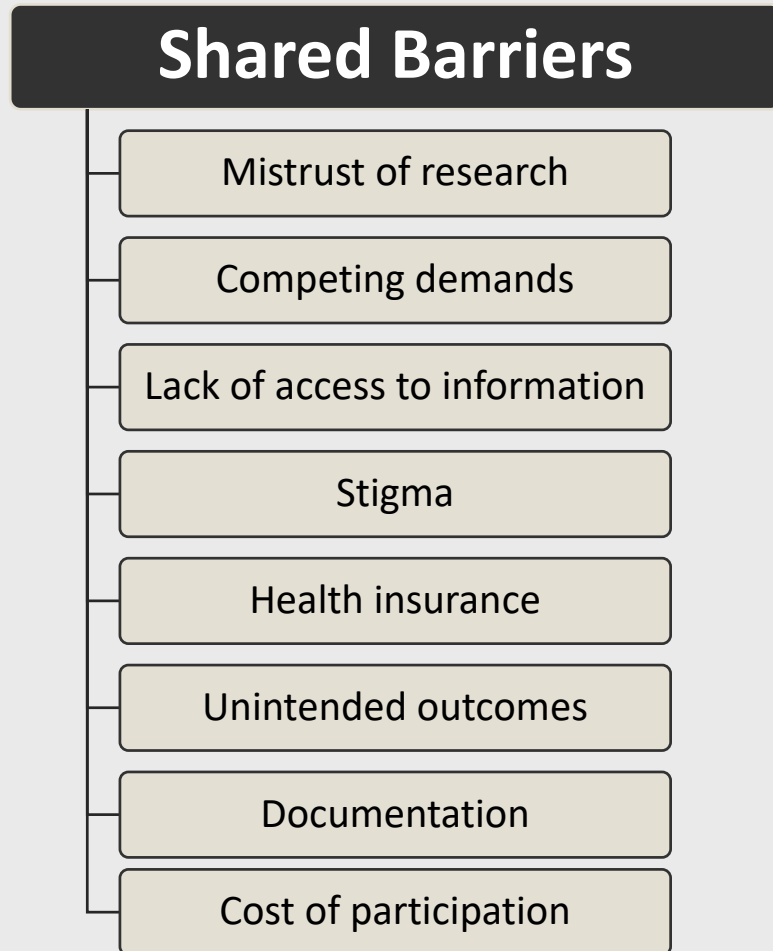 Shared Barriers
Mistrust of research
Competing demands
Lack of access to information
Stigma
Health insurance
Unintended outcomes
Documentation
Cost of participation